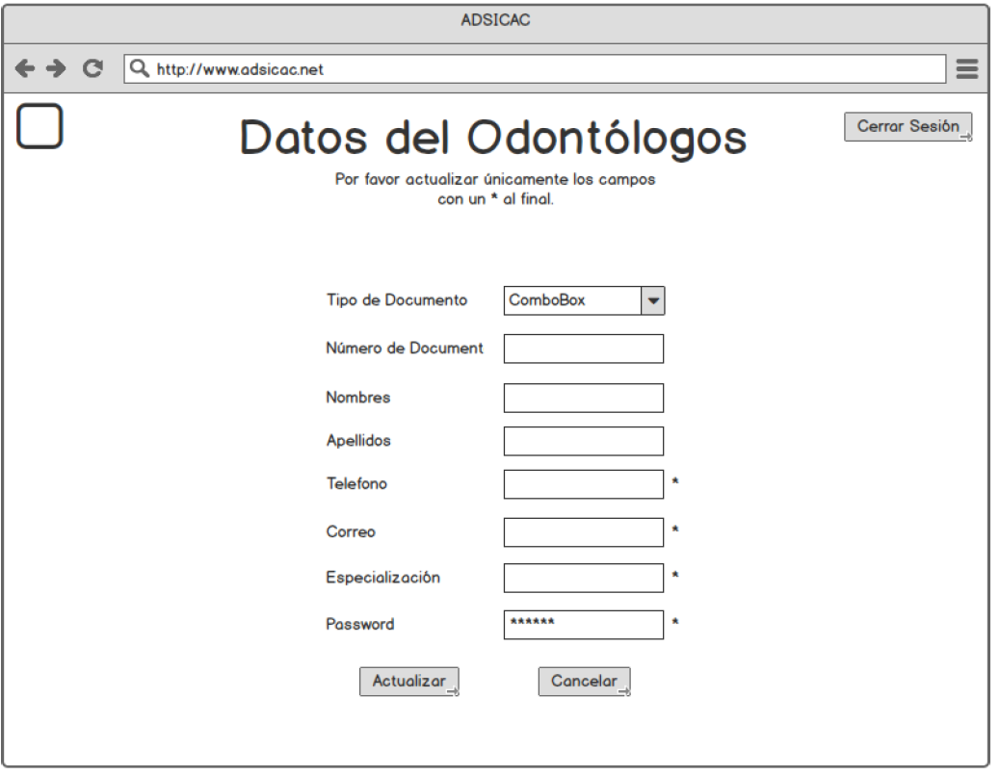 ADSICAC
http://www.adsicac.net
Datos del Odontólogos
Cerrar Sesión
Por favor actualizar únicamente los campos
con un * al final.
Tipo de Documento ComboBox
Número de Document
Nombres
Apellidos
Telefono *
Correo *
Especialización *
Password ****** *
Actualizar Cancelar